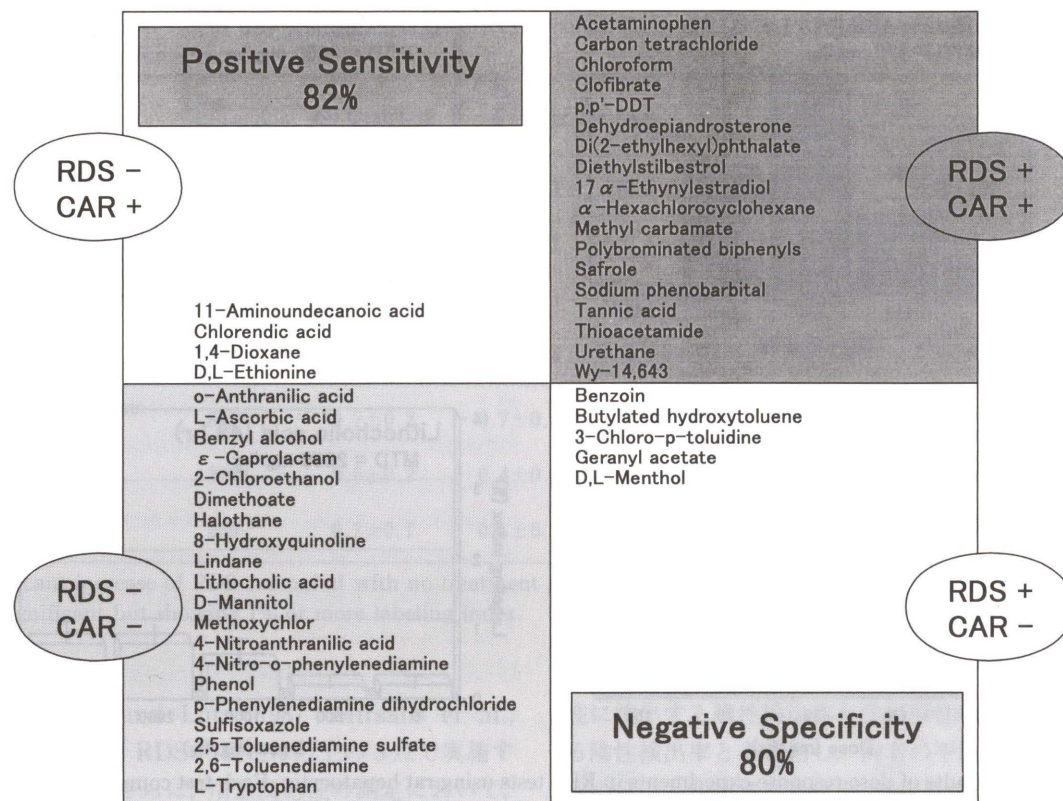 Positive Sensitivity
82%
RDS −
CAR +
11-Aminoundecanoic acid
Chlorendic acid
1,4-Dioxane
D,L-Ethionine
Acetaminophen
Carbon tetrachloride
Chloroform
Clofibrate
p,p'-DDT
Dehydroepiandrosterone
Di(2-ethylhexyl)phthalate
Diethylstilbestrol
17α-Ethynylestradiol
α-Hexachlorocyclohexane
Methyl carbamate
Polybrominated biphenyls
Safrole
Sodium phenobarbital
Tannic acid
Thioacetamide
Urethane
Wy-14,643
RDS +
CAR +
o-Anthranilic acid
L-Ascorbic acid
Benzyl alcohol
ε-Caprolactam
2-Chloroethanol
Dimethoate
Halothane
8-Hydroxyquinoline
Lindane
Lithocholic acid
D-Mannitol
Methoxychlor
4-Nitroanthranilic acid
4-Nitro-o-phenylenediamine
Phenol
p-Phenylenediamine dihydrochloride
Sulfisoxazole
2,5-Toluenediamine sulfate
2,6-Toluenediamine
L-Tryptophan
RDS −
CAR −
Benzoin
Butylated hydroxytoluene
3-Chloro-p-toluidine
Geranyl acetate
D,L-Menthol
RDS +
CAR −
Negative Specificity
80%